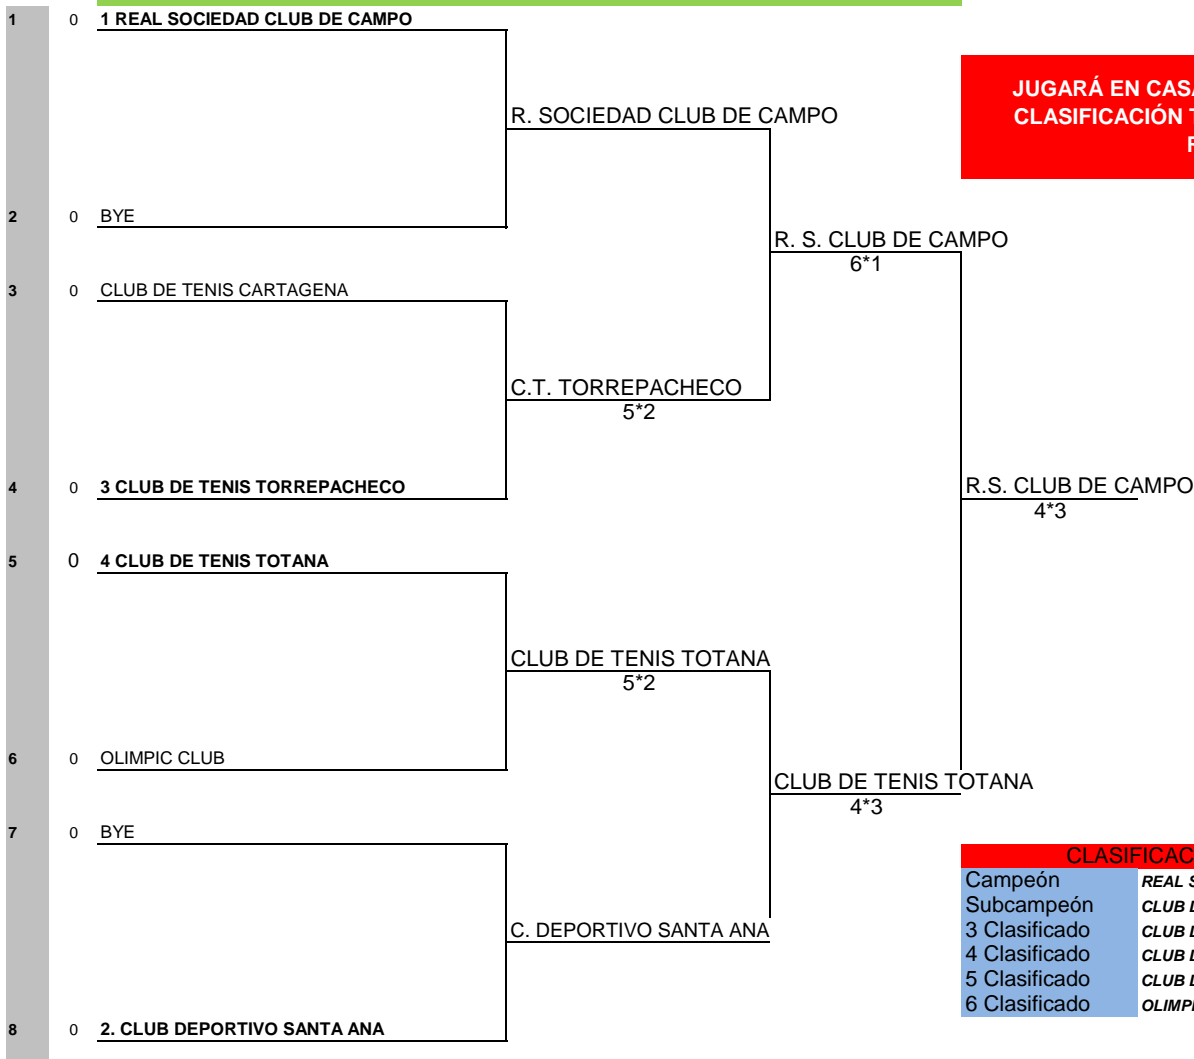 1 0 1 REAL SOCIEDAD CLUB DE CAMPO
JUGARÁ EN CASA
CLASIFICACIÓN
R. SOCIEDAD CLUB DE CAMPO
2 0 BYE
R. S. CLUB DE CAMPO
6*1
3 0 CLUB DE TENIS CARTAGENA
C.T. TORREPACHECO
5*2
4 0 3 CLUB DE TENIS TORREPACHECO
R.S. CLUB DE CAMPO
4*3
5 0 4 CLUB DE TENIS TOTANA
CLUB DE TENIS TOTANA
5*2
6 0 OLIMPIC CLUB
CLUB DE TENIS TOTANA
4*3
7 0 BYE
CLASIFICAC
Campeón REAL S
Subcampeón CLUB D
3 Clasificado CLUB D
4 Clasificado CLUB D
5 Clasificado CLUB D
6 Clasificado OLIMPI
C. DEPORTIVO SANTA ANA
8 0 2. CLUB DEPORTIVO SANTA ANA